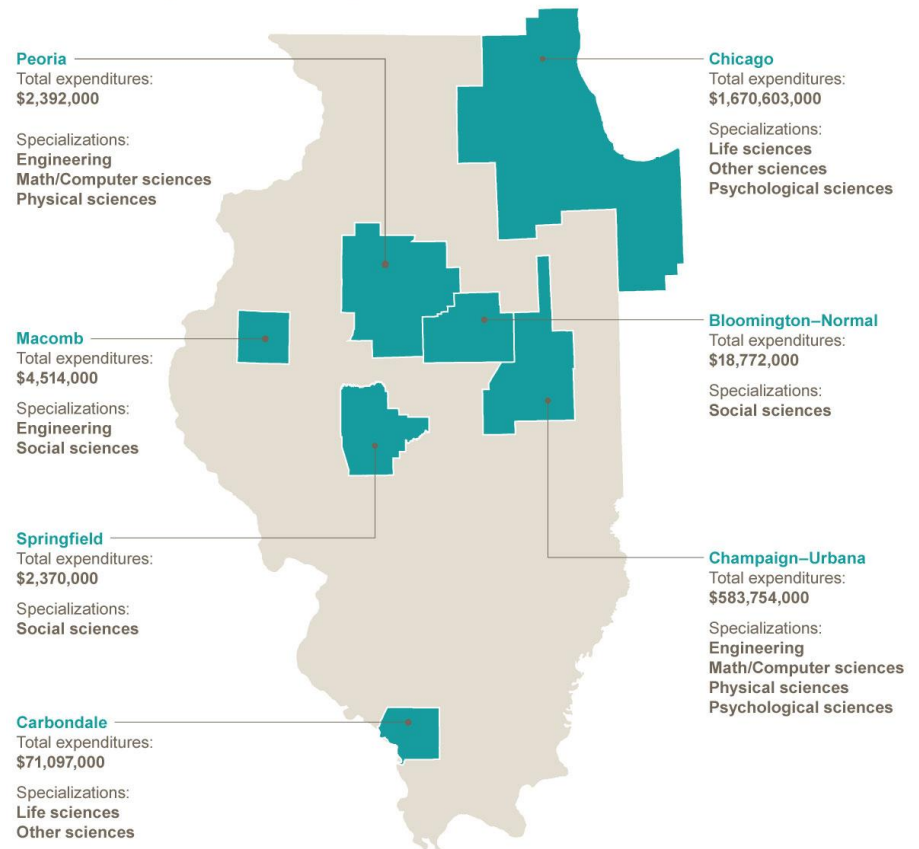 Peoria
Total expenditures:
$2,392,000
Specializations:
Engineering
Math/Computer sciences
Physical sciences
Macomb
Total expenditures:
$4,514,000
Specializations:
Engineering
Social sciences
Springfield
Total expenditures:
$2,370,000
Specializations:
Social sciences
Carbondale
Total expenditures:
$71,097,000
Specializations:
Life sciences
Other sciences
Chicago
Total expenditures:
$1,670,603,000
Specializations:
Life sciences
Other sciences
Psychological sciences
Bloomington–Normal
Total expenditures:
$18,772,000
Specializations:
Social sciences
Champaign–Urbana
Total expenditures:
$583,754,000
Specializations:
Engineering
Math/Computer sciences
Physical sciences
Psychological sciences